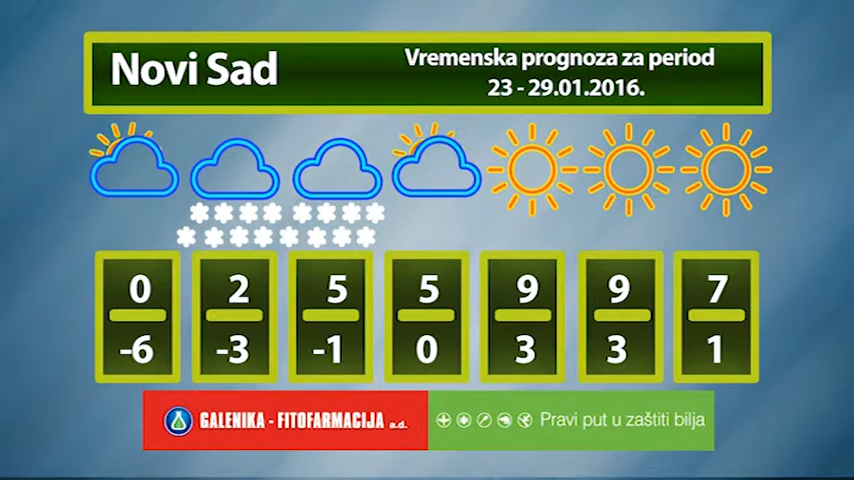 Novi Sad
Vremenska prognoza za period
23 - 29.01.2016.
0 2 5 5 9 9 7
-6 -3 -1 0 3 3 1
GALENIKA - FITOFARMACIJA a.d.
Pravi put u zaštiti bilja